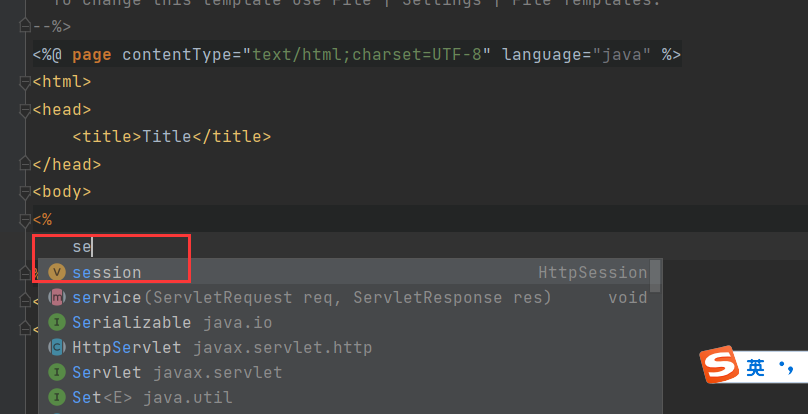 To change this template use File | Settings | File Templates.
--%>
<%@ page contentType="text/html;charset=UTF-8" language="java" %>
<html>
<head>
<title>Title</title>
</head>
<body>
<%
se
V session HttpSession
m service(ServletRequest req, ServletResponse res) void
I Serializable java.io
C HttpServlet javax.servlet.http
I Servlet javax.servlet
I Set<E> java.util
S 英 •,